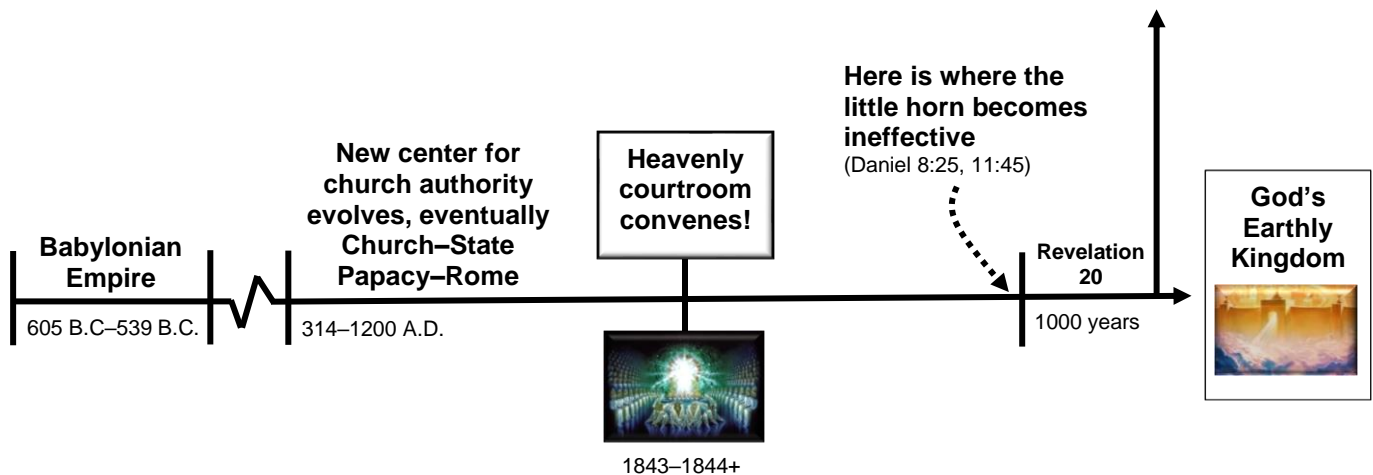 Babylonian
Empire
605 B.C–539 B.C.
New center for
church authority
evolves, eventually
Church–State
Papacy–Rome
314–1200 A.D.
Heavenly
courtroom
convenes!
1843–1844+
Here is where the
little horn becomes
ineffective
(Daniel 8:25, 11:45)
Revelation
20
1000 years
God’s
Earthly
Kingdom